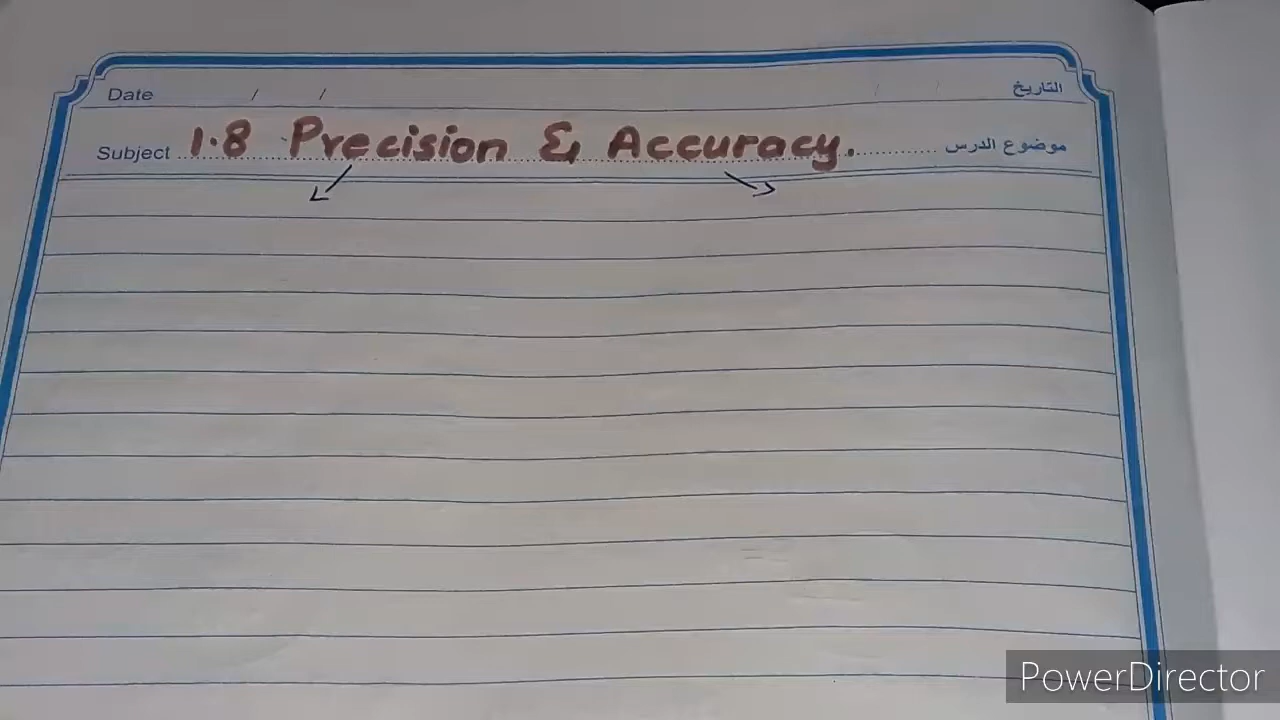 Date / / / / التاريخ
Subject 1.8 Precision & Accuracy. موضوع الدرس
PowerDirector